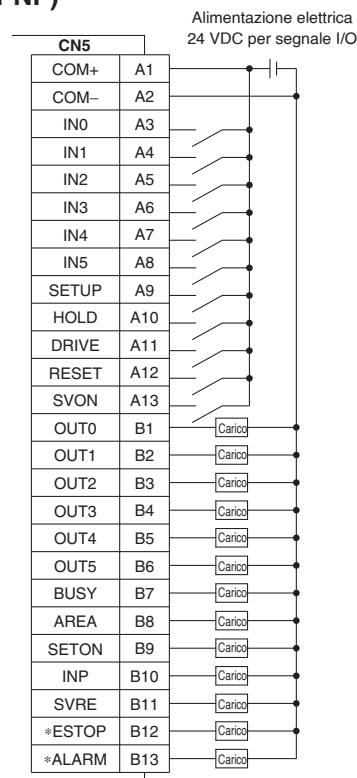 PNP)
Alimentazione elettrica
24 VDC per segnale I/O
CN5
COM+ A1
COM− A2
IN0 A3
IN1 A4
IN2 A5
IN3 A6
IN4 A7
IN5 A8
SETUP A9
HOLD A10
DRIVE A11
RESET A12
SVON A13
OUT0 B1 Carico
OUT1 B2 Carico
OUT2 B3 Carico
OUT3 B4 Carico
OUT4 B5 Carico
OUT5 B6 Carico
BUSY B7 Carico
AREA B8 Carico
SETON B9 Carico
INP B10 Carico
SVRE B11 Carico
∗ESTOP B12 Carico
∗ALARM B13 Carico